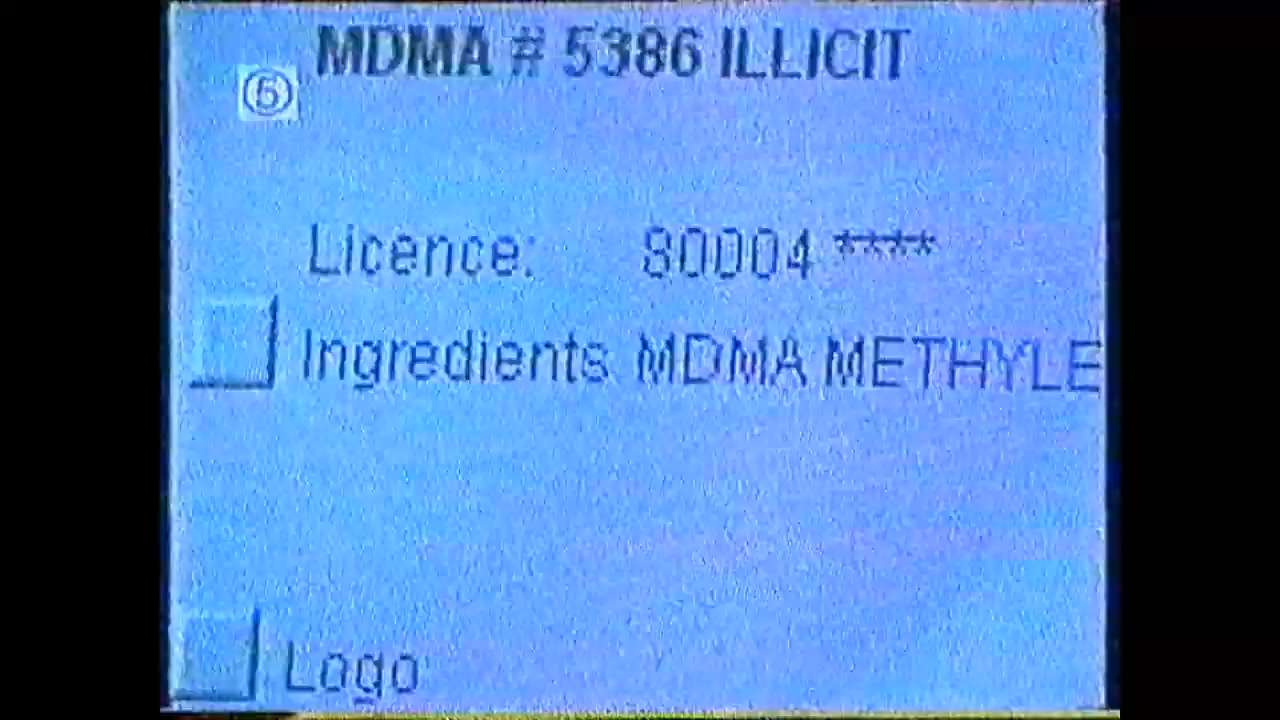 MDMA # 5386 ILLICIT
5
Licence: 80004 ****
Ingredients MDMA METHYLE
Logo